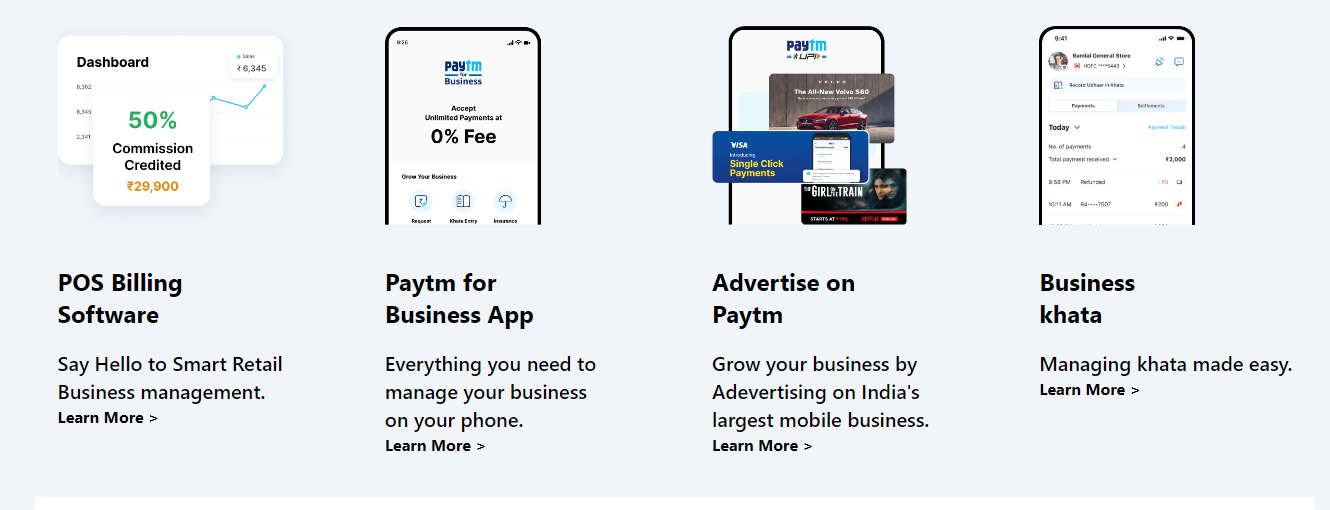 Dashboard
Sales
₹ 6,345
8,362
6,345
2,341
50%
Commission
Credited
₹29,900
POS Billing
Software
Say Hello to Smart Retail
Business management.
Learn More >
9:26
paytm
for
Business
Accept
Unlimited Payments at
0% Fee
Grow Your Business
Request
Khata Entry
Insurance
Paytm for
Business App
Everything you need to
manage your business
on your phone.
Learn More >
paytm
UPI
VOLVO
The All-New Volvo S60
VISA
Introducing
Single Click
Payments
THE GIRL ON THE TRAIN
STARTS AT ₹199.
NETFLIX
Advertise on
Paytm
Grow your business by
Adevertising on India's
largest mobile business.
Learn More >
9:41
Ramlal General Store
HDFC ****5443 >
Record Udhaar in Khata
Payments
Settlements
Today
Payment Trends
No. of payments
4
Total payment received
₹2,000
9:58 PM
Refunded
- ₹5
10:11 AM
94····7507
₹200
Business
khata
Managing khata made easy.
Learn More >